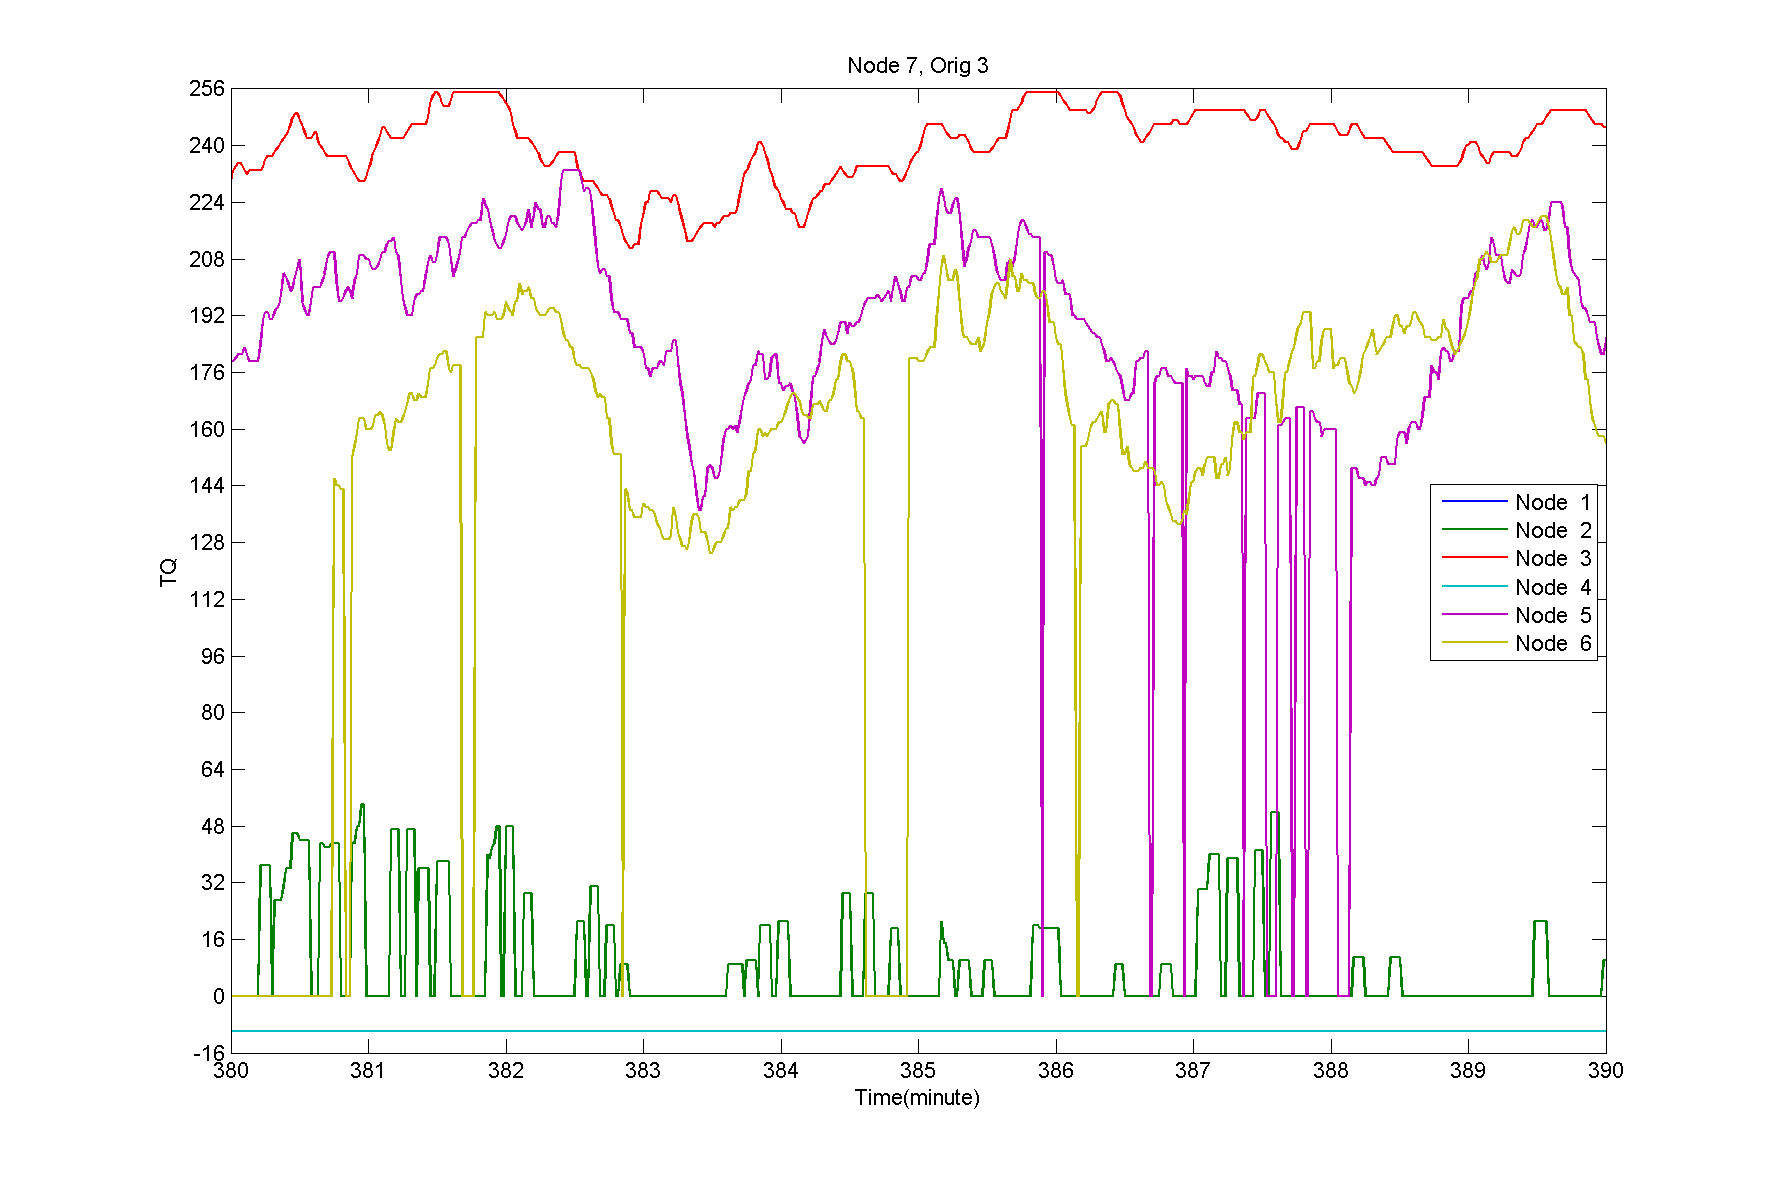 Node 7, Orig 3
256
240
224
208
192
176
160
144
128
112
96
80
64
48
32
16
0
-16
TQ
Node 1
Node 2
Node 3
Node 4
Node 5
Node 6
380 381 382 383 384 385 386 387 388 389 390
Time(minute)